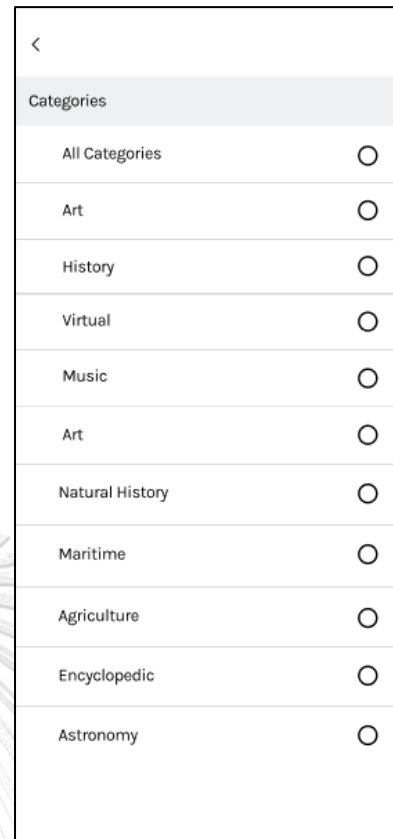 Categories
All Categories
Art
History
Virtual
Music
Art
Natural History
Maritime
Agriculture
Encyclopedic
Astronomy